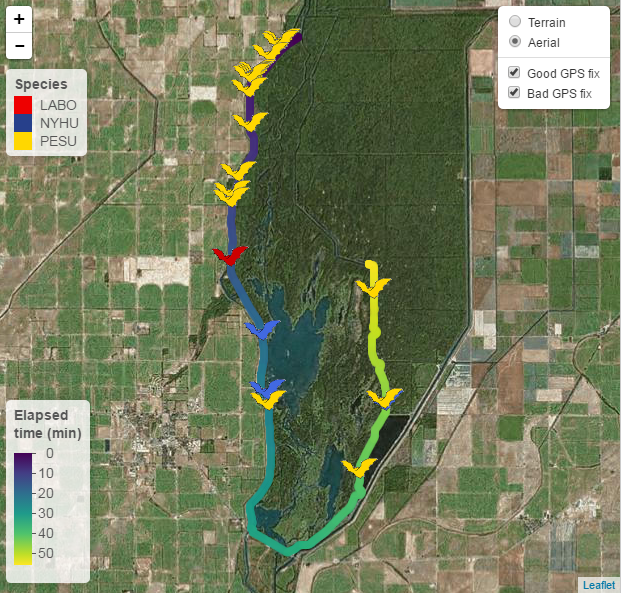 +
−
Terrain
Aerial
Good GPS fix
Bad GPS fix
Species
LABO
NYHU
PESU
Elapsed
time (min)
0
10
20
30
40
50
Leaflet